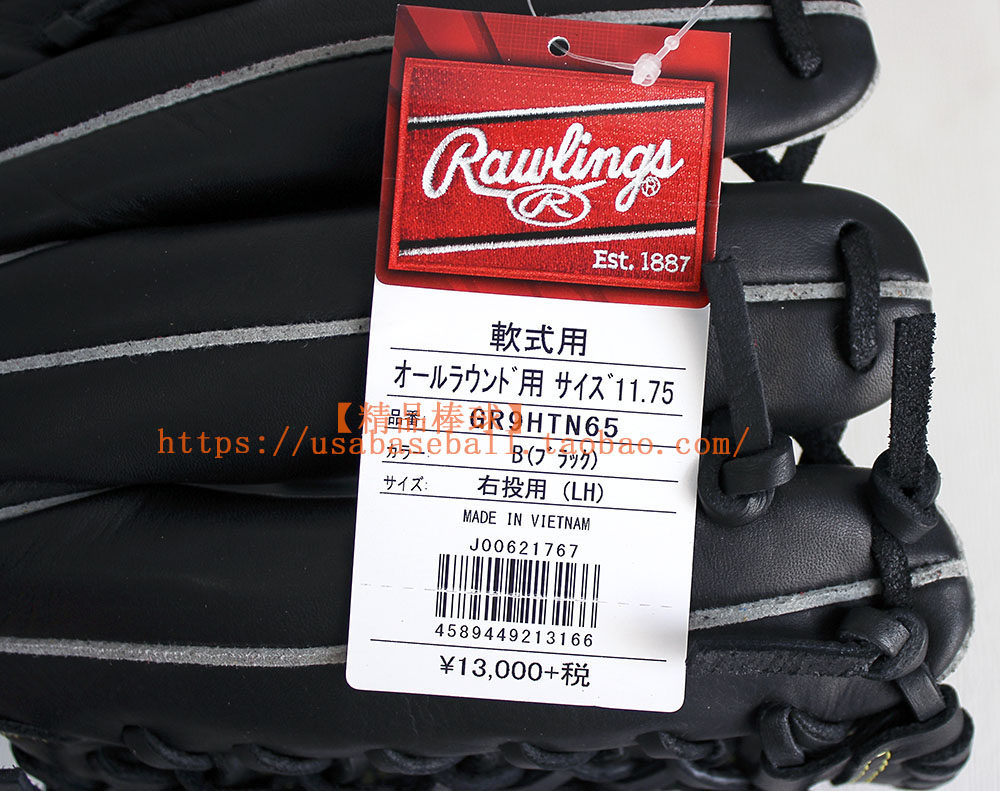 Rawlings
R
Est. 1887
軟式用
オールラウンド用 サイズ11.75
【精品棒球】
品番 GR9HTN65
https://usabaseball.taobao.com/
カラー: B(ブラック)
サイズ: 右投用 (LH)
MADE IN VIETNAM
J00621767
4589449213166
¥13,000+税